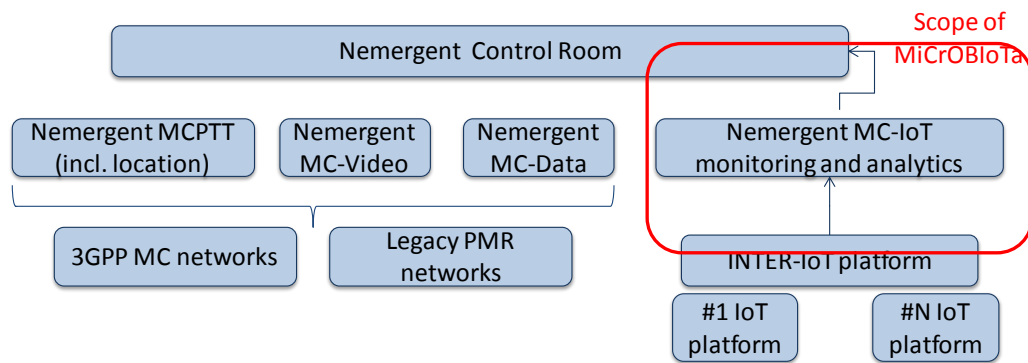 Scope of
MiCrOBIoTa
Nemergent Control Room
Nemergent MCPTT
(incl. location)
Nemergent
MC-Video
Nemergent
MC-Data
Nemergent MC-IoT
monitoring and analytics
3GPP MC networks
Legacy PMR
networks
INTER-IoT platform
#1 IoT
platform
#N IoT
platform